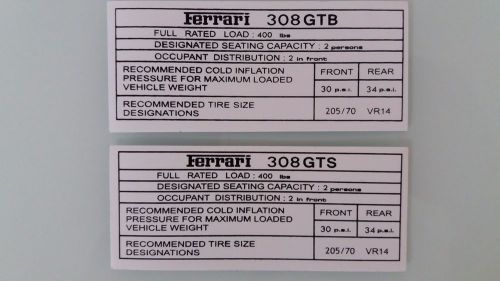 Ferrari 308GTB
FULL RATED LOAD : 400 lbs
DESIGNATED SEATING CAPACITY : 2 persons
OCCUPANT DISTRIBUTION : 2 in front
RECOMMENDED COLD INFLATION FRONT REAR
PRESSURE FOR MAXIMUM LOADED
VEHICLE WEIGHT 30 p.s.i. 34 p.s.i.
RECOMMENDED TIRE SIZE
DESIGNATIONS 205/70 VR14
Ferrari 308GTS
FULL RATED LOAD : 400 lbs
DESIGNATED SEATING CAPACITY : 2 persons
OCCUPANT DISTRIBUTION : 2 in front
RECOMMENDED COLD INFLATION FRONT REAR
PRESSURE FOR MAXIMUM LOADED
VEHICLE WEIGHT 30 p.s.i. 34 p.s.i.
RECOMMENDED TIRE SIZE
DESIGNATIONS 205/70 VR14